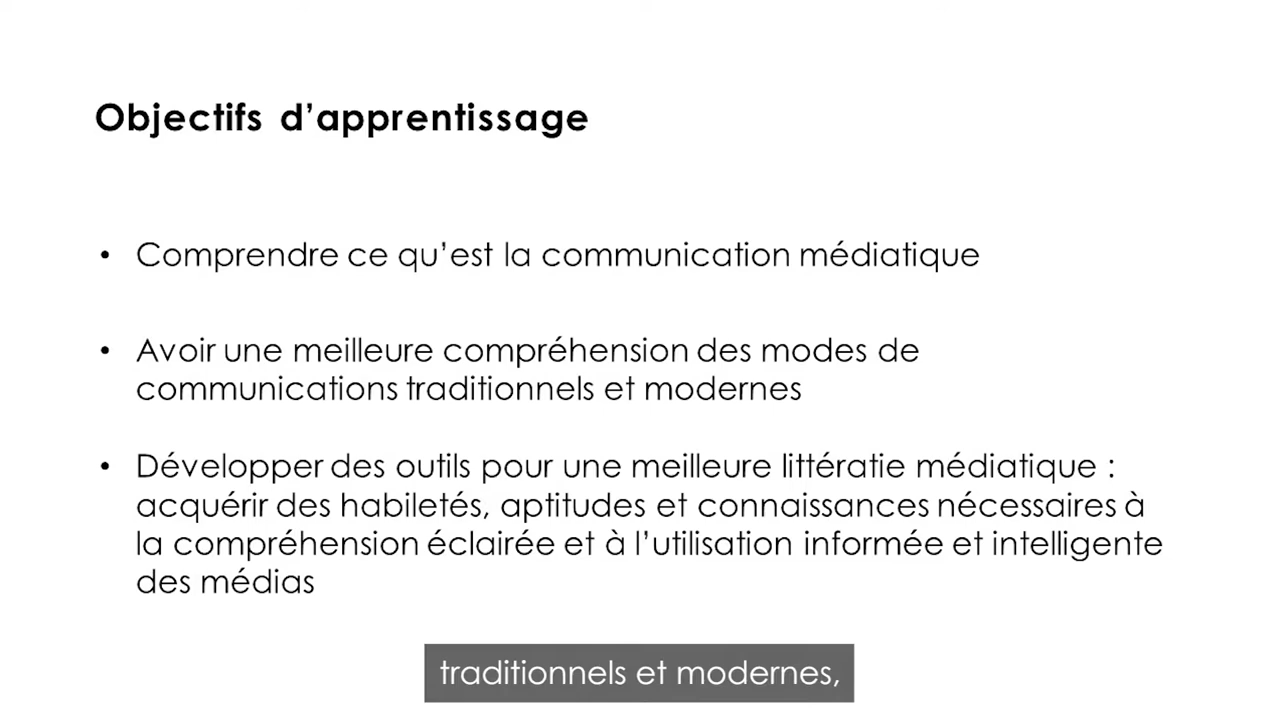 Objectifs d’apprentissage
• Comprendre ce qu’est la communication médiatique
• Avoir une meilleure compréhension des modes de
communications traditionnels et modernes
• Développer des outils pour une meilleure littératie médiatique :
acquérir des habiletés, aptitudes et connaissances nécessaires à
la compréhension éclairée et à l’utilisation informée et intelligente
des médias
traditionnels et modernes,